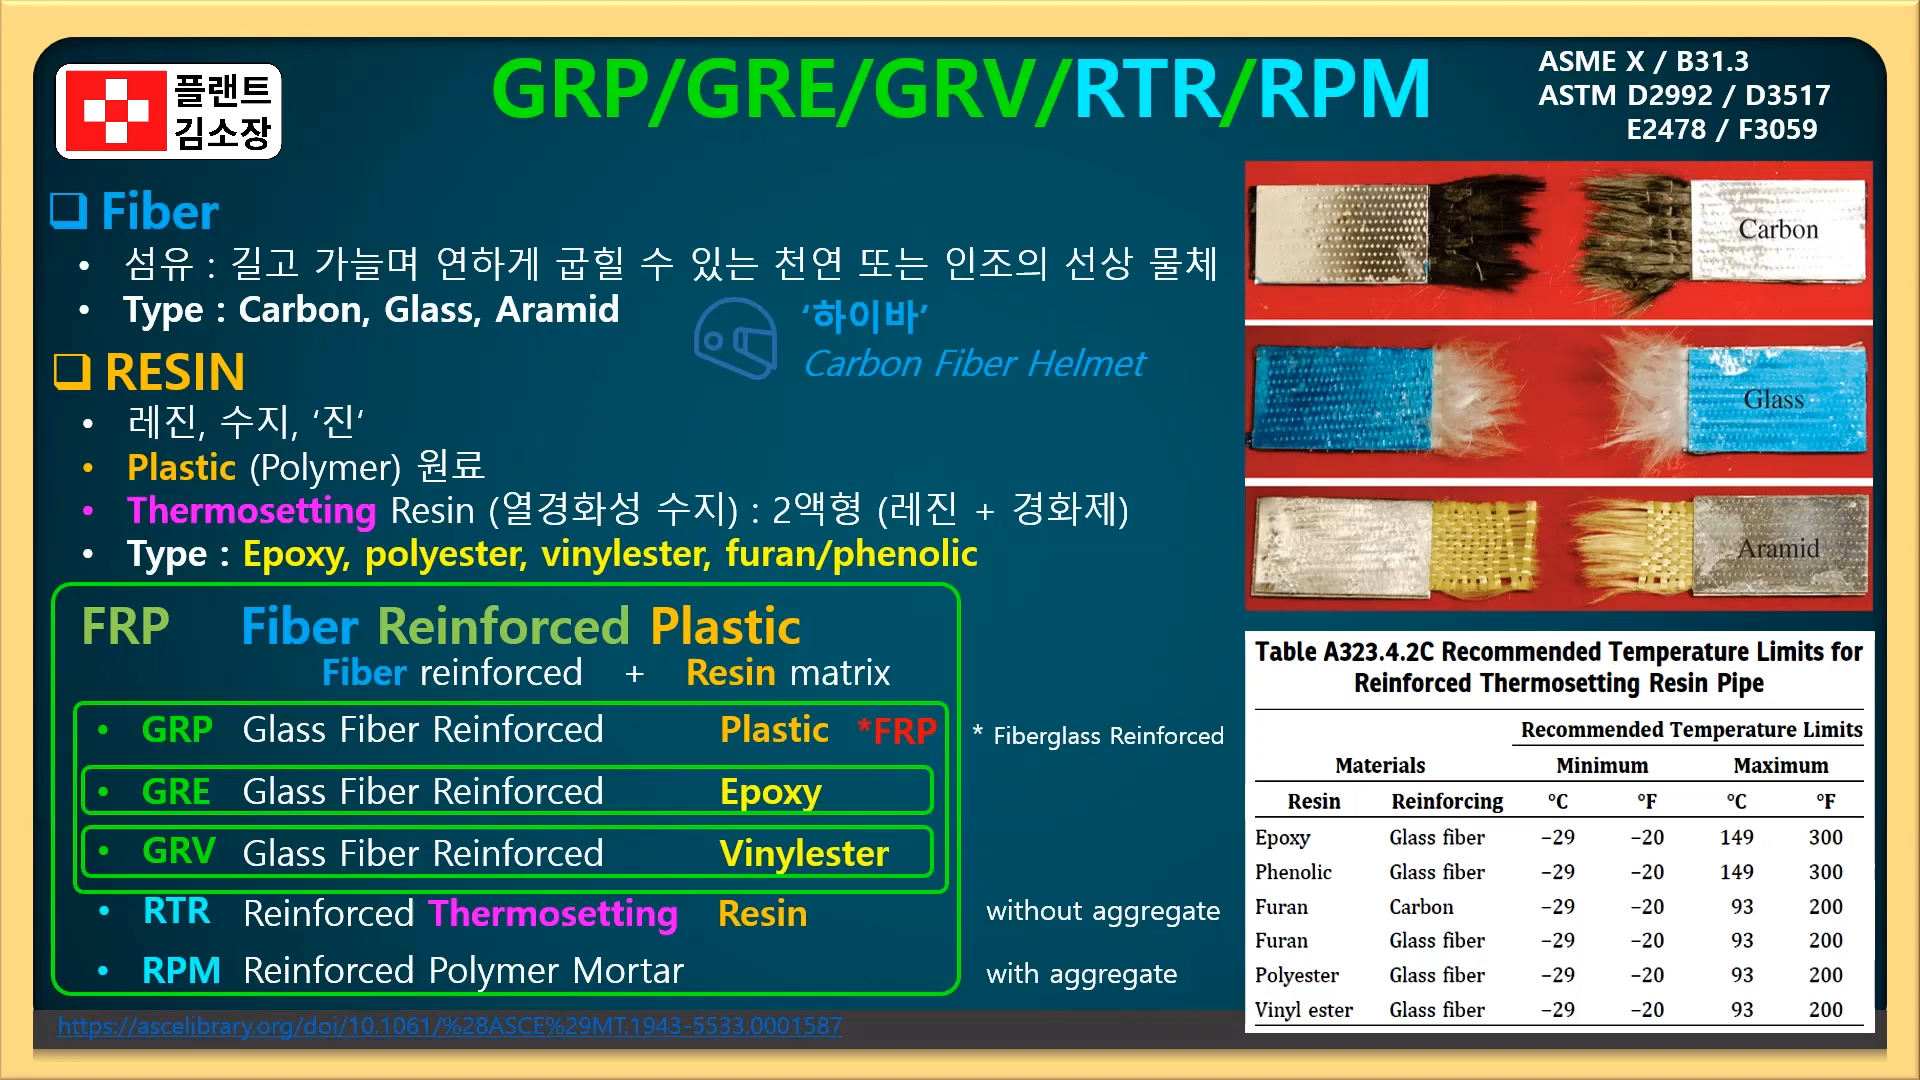 플랜트
김소장
GRP/GRE/GRV/RTR/RPM
ASME X / B31.3
ASTM D2992 / D3517
E2478 / F3059
❑ Fiber
• 섬유 : 길고 가늘며 연하게 굽힐 수 있는 천연 또는 인조의 선상 물체
• Type : Carbon, Glass, Aramid
‘하이바’
Carbon Fiber Helmet
❑ RESIN
• 레진, 수지, ‘진‘
• Plastic (Polymer) 원료
• Thermosetting Resin (열경화성 수지) : 2액형 (레진 + 경화제)
• Type : Epoxy, polyester, vinylester, furan/phenolic
FRP Fiber Reinforced Plastic
Fiber reinforced + Resin matrix
• GRP Glass Fiber Reinforced Plastic *FRP * Fiberglass Reinforced
• GRE Glass Fiber Reinforced Epoxy
• GRV Glass Fiber Reinforced Vinylester
• RTR Reinforced Thermosetting Resin without aggregate
• RPM Reinforced Polymer Mortar with aggregate
https://ascelibrary.org/doi/10.1061/%28ASCE%29MT.1943-5533.0001587
Carbon
Glass
Aramid
Table A323.4.2C Recommended Temperature Limits for
Reinforced Thermosetting Resin Pipe
Recommended Temperature Limits
Materials Minimum Maximum
Resin Reinforcing °C °F °C °F
Epoxy Glass fiber −29 −20 149 300
Phenolic Glass fiber −29 −20 149 300
Furan Carbon −29 −20 93 200
Furan Glass fiber −29 −20 93 200
Polyester Glass fiber −29 −20 93 200
Vinyl ester Glass fiber −29 −20 93 200